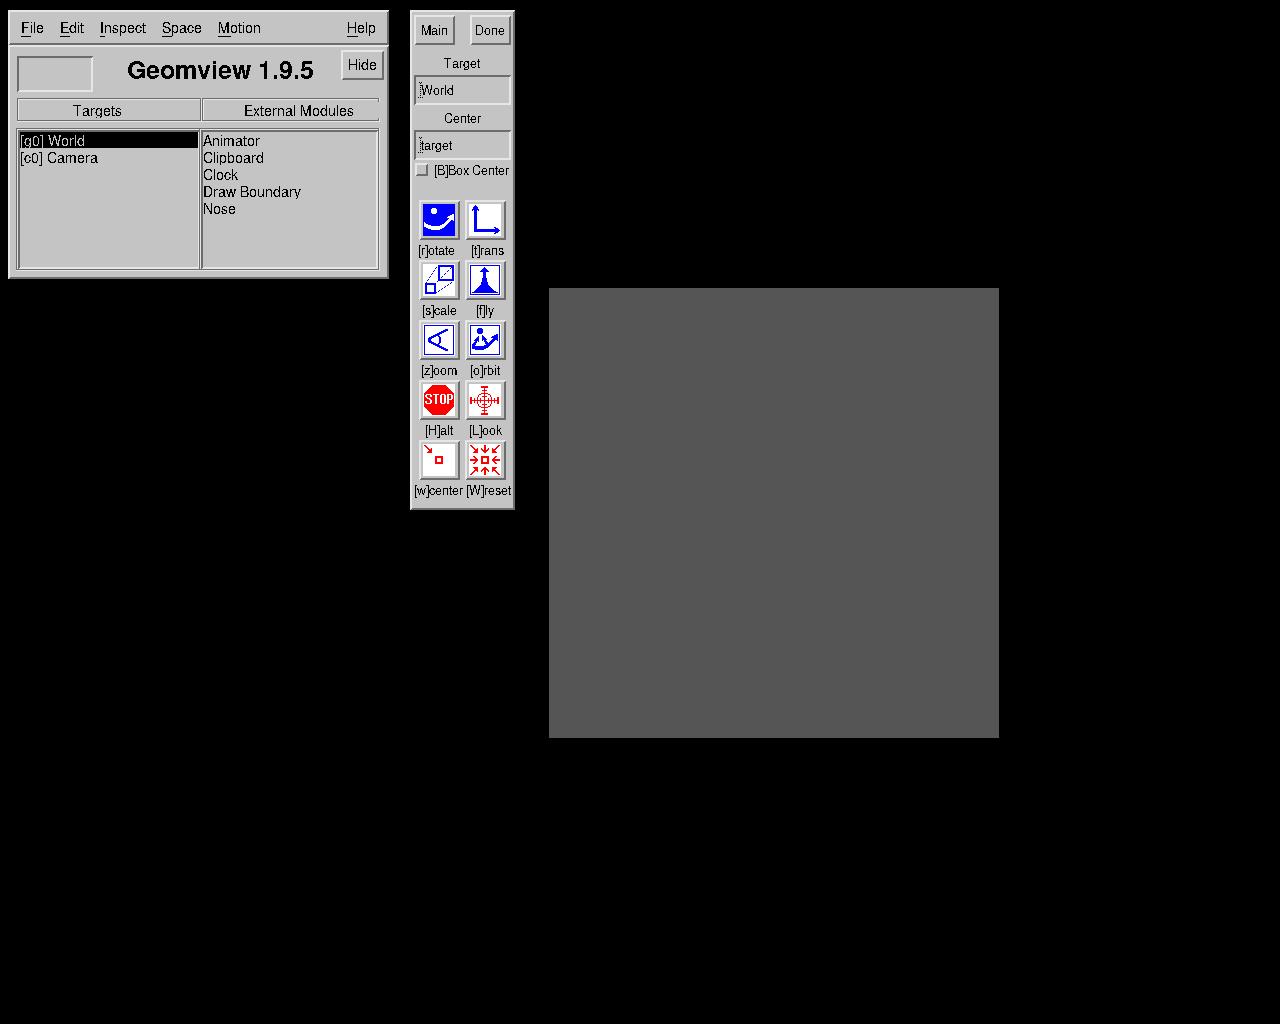 File Edit Inspect Space Motion Help
Geomview 1.9.5
Hide
Targets
External Modules
[g0] World
[c0] Camera
Animator
Clipboard
Clock
Draw Boundary
Nose
Main Done
Target
World
Center
target
[B]Box Center
[r]otate [t]rans
[s]cale [f]ly
[z]oom [o]rbit
STOP
[H]alt [L]ook
[w]center [W]reset